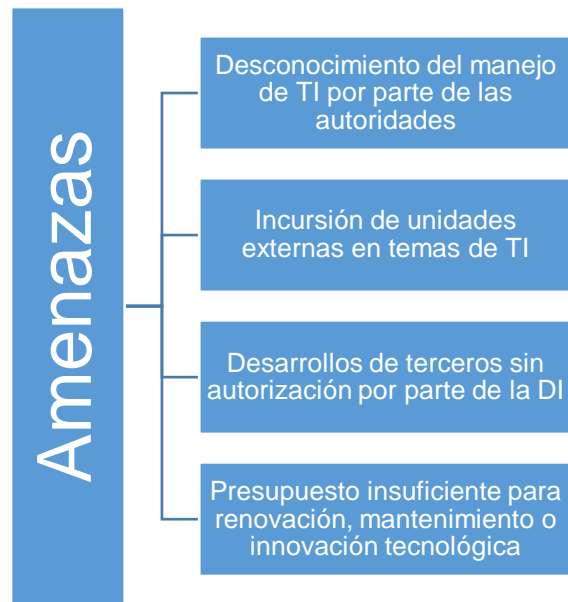 Amenazas
Desconocimiento del manejo
de TI por parte de las
autoridades
Incursión de unidades
externas en temas de TI
Desarrollos de terceros sin
autorización por parte de la DI
Presupuesto insuficiente para
renovación, mantenimiento o
innovación tecnológica